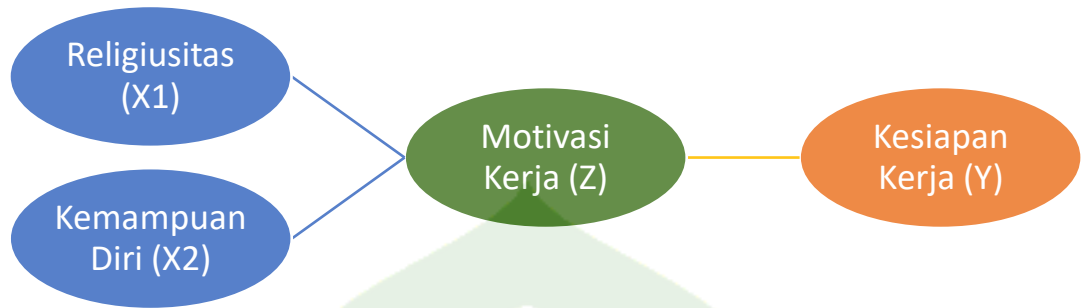 Religiusitas
(X1)
Kemampuan
Diri (X2)
Motivasi
Kerja (Z)
Kesiapan
Kerja (Y)